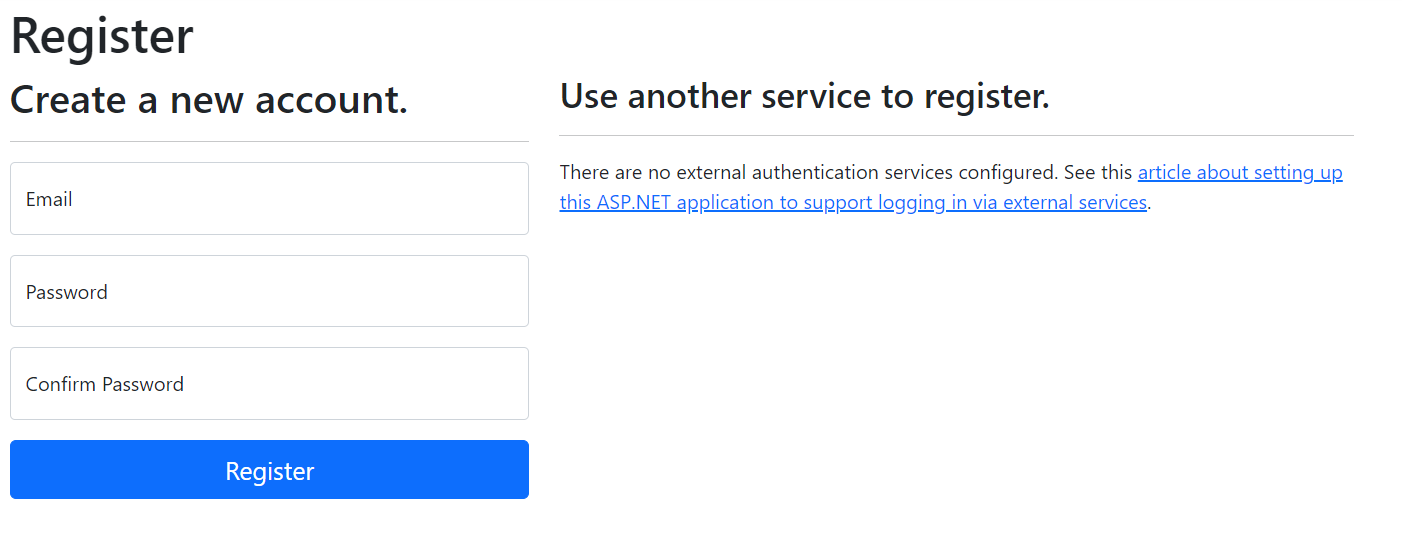 Register
Create a new account.
Email
Password
Confirm Password
Register
Use another service to register.
There are no external authentication services configured. See this article about setting up
this ASP.NET application to support logging in via external services.